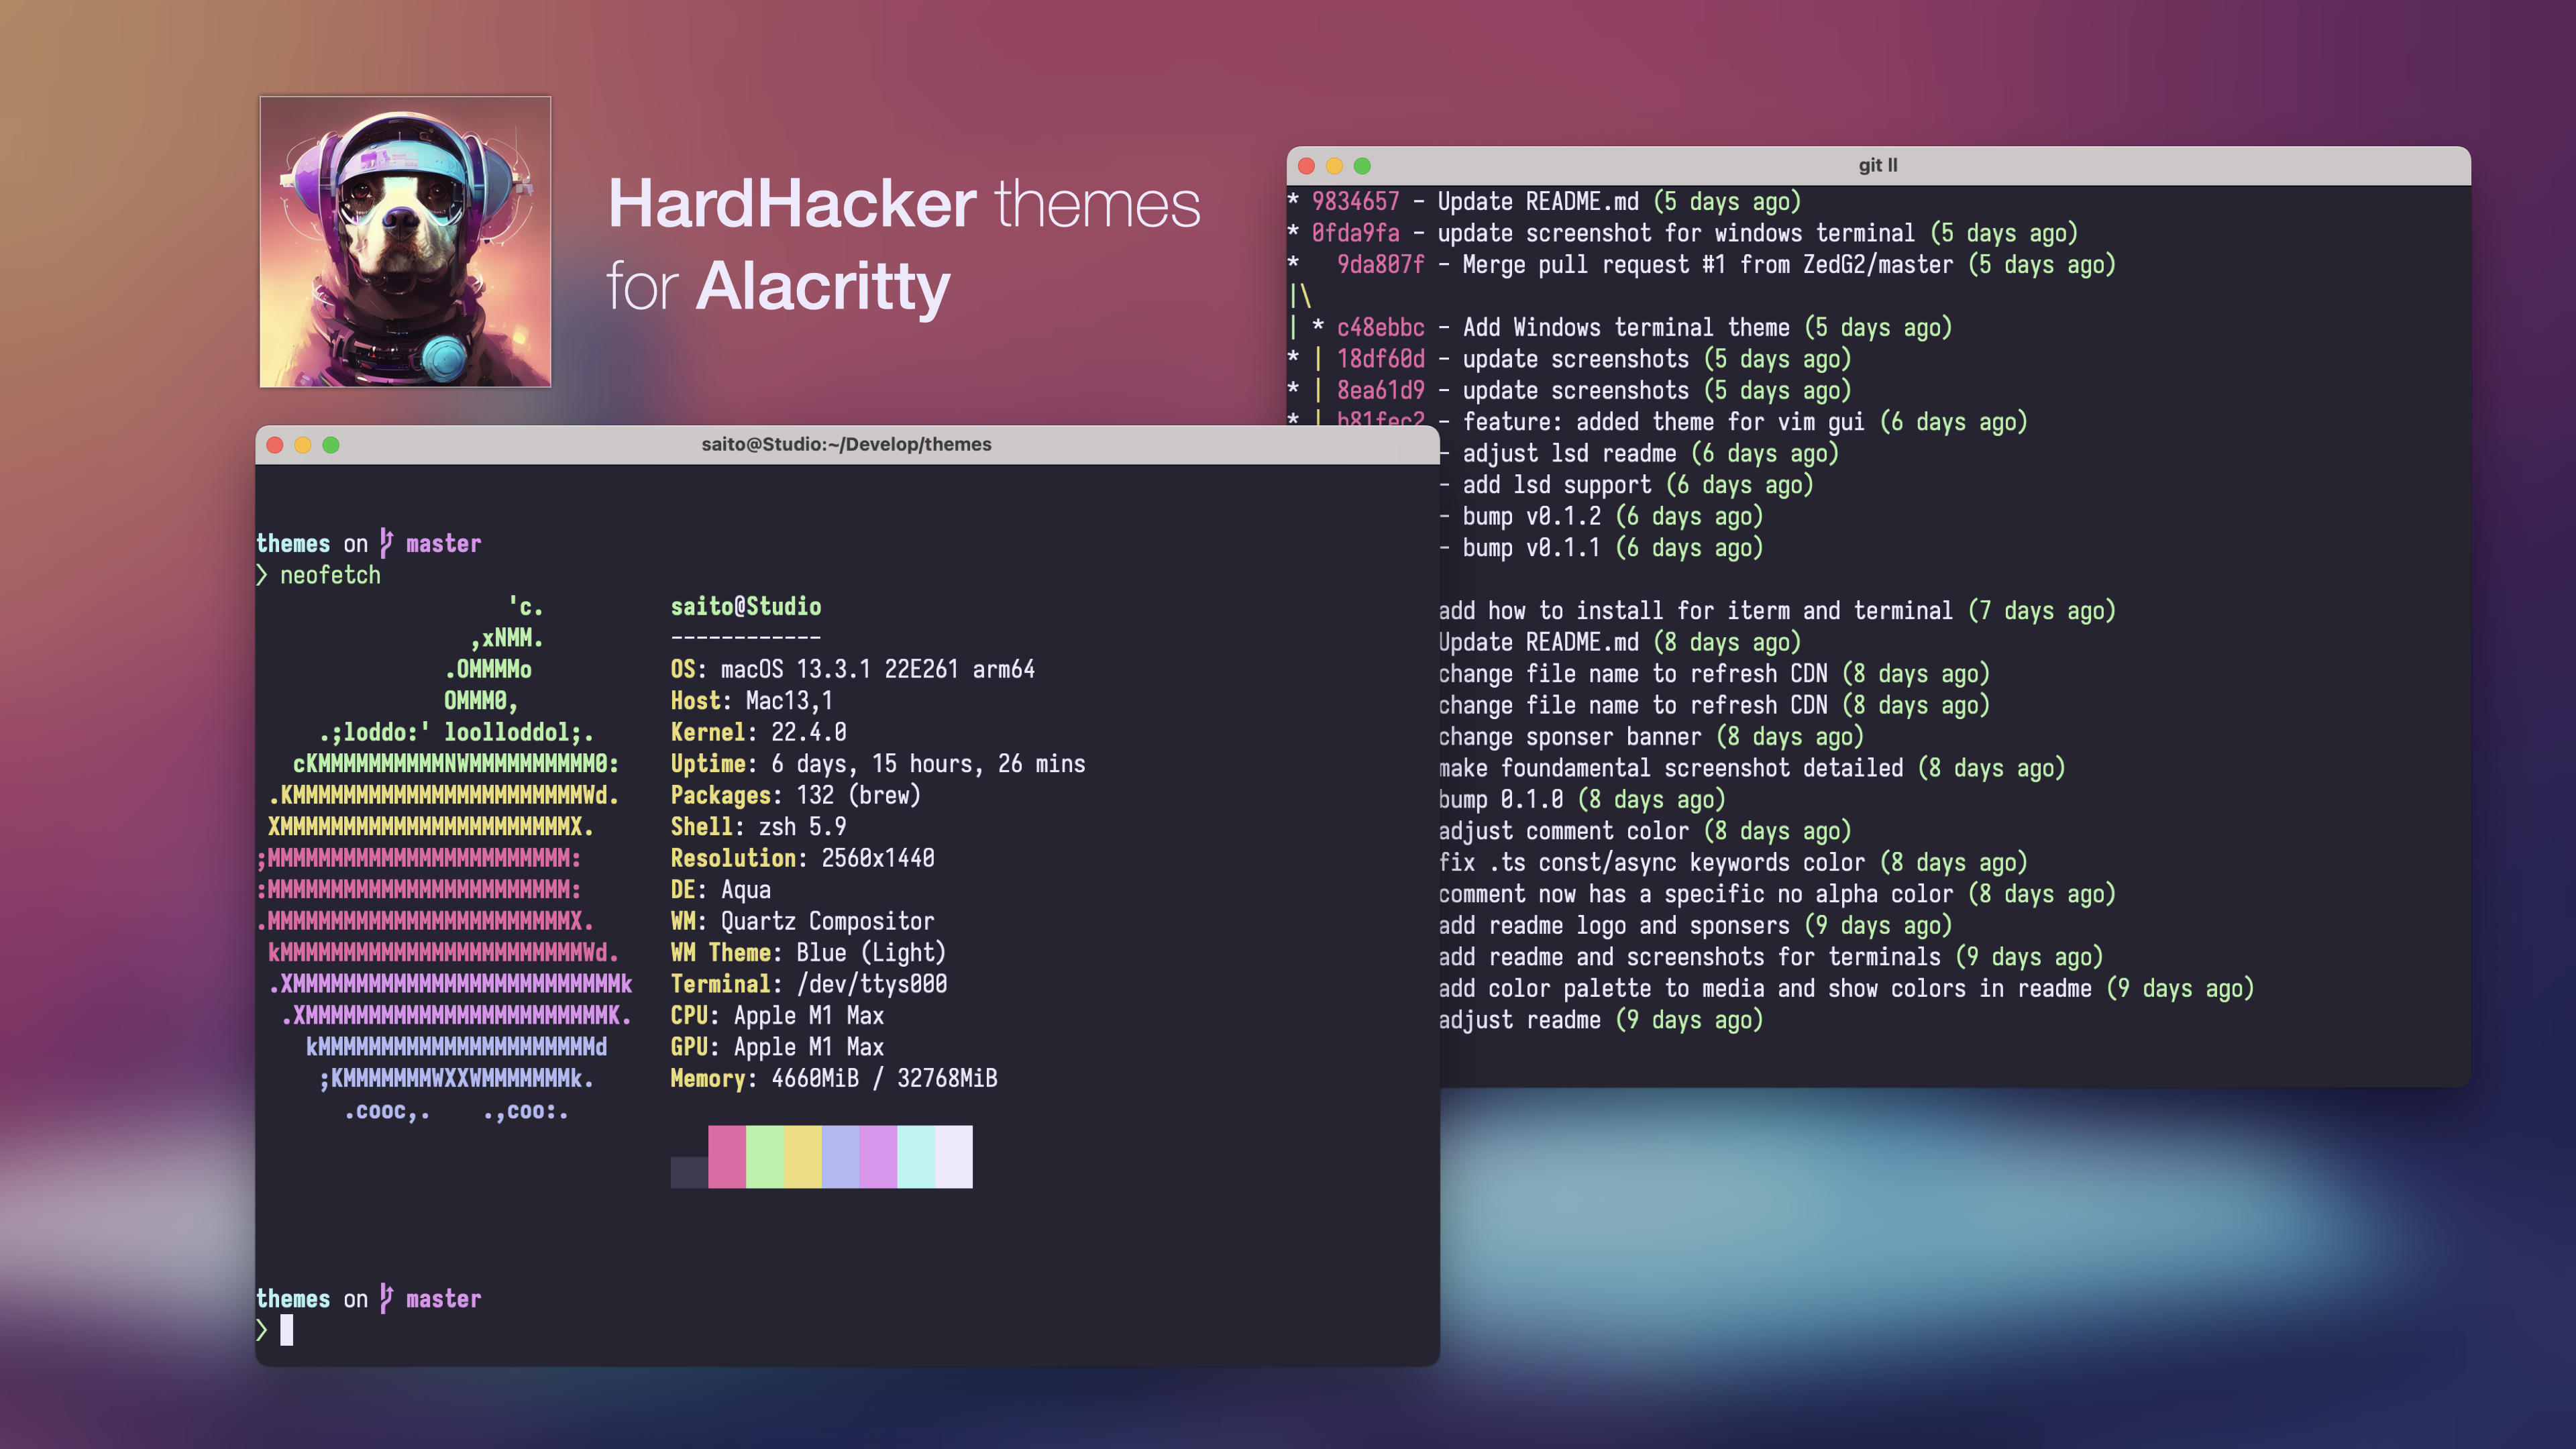 HardHacker themes
for Alacritty
git ll
* 9834657 - Update README.md (5 days ago)
* 0fda9fa - update screenshot for windows terminal (5 days ago)
*   9da807f - Merge pull request #1 from ZedG2/master (5 days ago)
|\
| * c48ebbc - Add Windows terminal theme (5 days ago)
* | 18df60d - update screenshots (5 days ago)
* | 8ea61d9 - update screenshots (5 days ago)
* | b81fec2 - feature: added theme for vim gui (6 days ago)
- adjust lsd readme (6 days ago)
- add lsd support (6 days ago)
- bump v0.1.2 (6 days ago)
- bump v0.1.1 (6 days ago)
add how to install for iterm and terminal (7 days ago)
Update README.md (8 days ago)
change file name to refresh CDN (8 days ago)
change file name to refresh CDN (8 days ago)
change sponser banner (8 days ago)
make foundamental screenshot detailed (8 days ago)
bump 0.1.0 (8 days ago)
adjust comment color (8 days ago)
fix .ts const/async keywords color (8 days ago)
comment now has a specific no alpha color (8 days ago)
add readme logo and sponsers (9 days ago)
add readme and screenshots for terminals (9 days ago)
add color palette to media and show colors in readme (9 days ago)
adjust readme (9 days ago)
saito@Studio:~/Develop/themes
themes on master
❯ neofetch
                    'c.          saito@Studio
                 ,xNMM.          ------------
               .OMMMMo           OS: macOS 13.3.1 22E261 arm64
               OMMM0,            Host: Mac13,1
     .;loddo:' loolloddol;.      Kernel: 22.4.0
   cKMMMMMMMMMMNWMMMMMMMMMM0:    Uptime: 6 days, 15 hours, 26 mins
 .KMMMMMMMMMMMMMMMMMMMMMMMWd.    Packages: 132 (brew)
 XMMMMMMMMMMMMMMMMMMMMMMMX.      Shell: zsh 5.9
;MMMMMMMMMMMMMMMMMMMMMMMM:       Resolution: 2560x1440
:MMMMMMMMMMMMMMMMMMMMMMMM:       DE: Aqua
.MMMMMMMMMMMMMMMMMMMMMMMMX.      WM: Quartz Compositor
 kMMMMMMMMMMMMMMMMMMMMMMMMWd.    WM Theme: Blue (Light)
 .XMMMMMMMMMMMMMMMMMMMMMMMMMMk   Terminal: /dev/ttys000
  .XMMMMMMMMMMMMMMMMMMMMMMMMK.   CPU: Apple M1 Max
    kMMMMMMMMMMMMMMMMMMMMMMd     GPU: Apple M1 Max
     ;KMMMMMMMWXXWMMMMMMMk.      Memory: 4660MiB / 32768MiB
       .cooc,.    .,coo:.
themes on master
❯